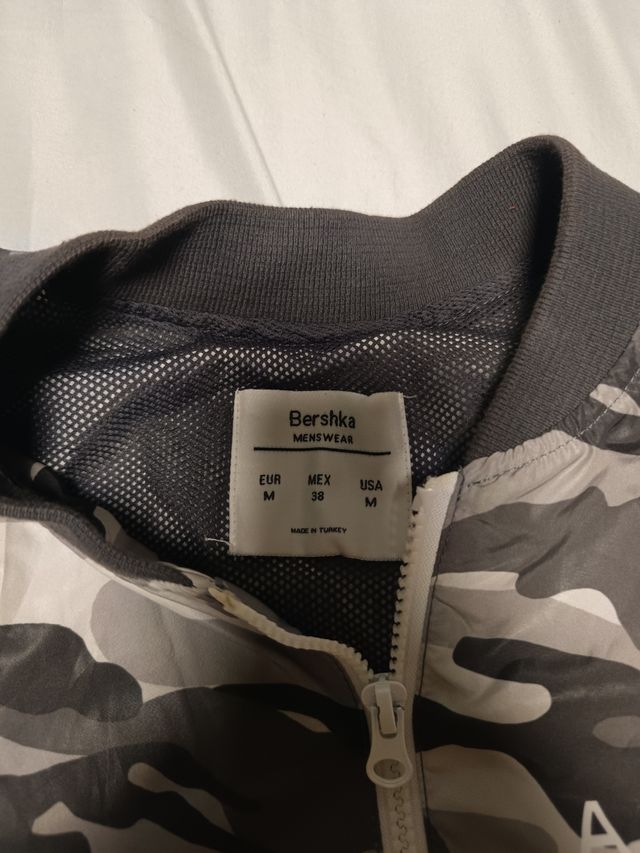 Bershka
MENSWEAR
EUR MEX USA
M 38 M
MADE IN TURKEY
A